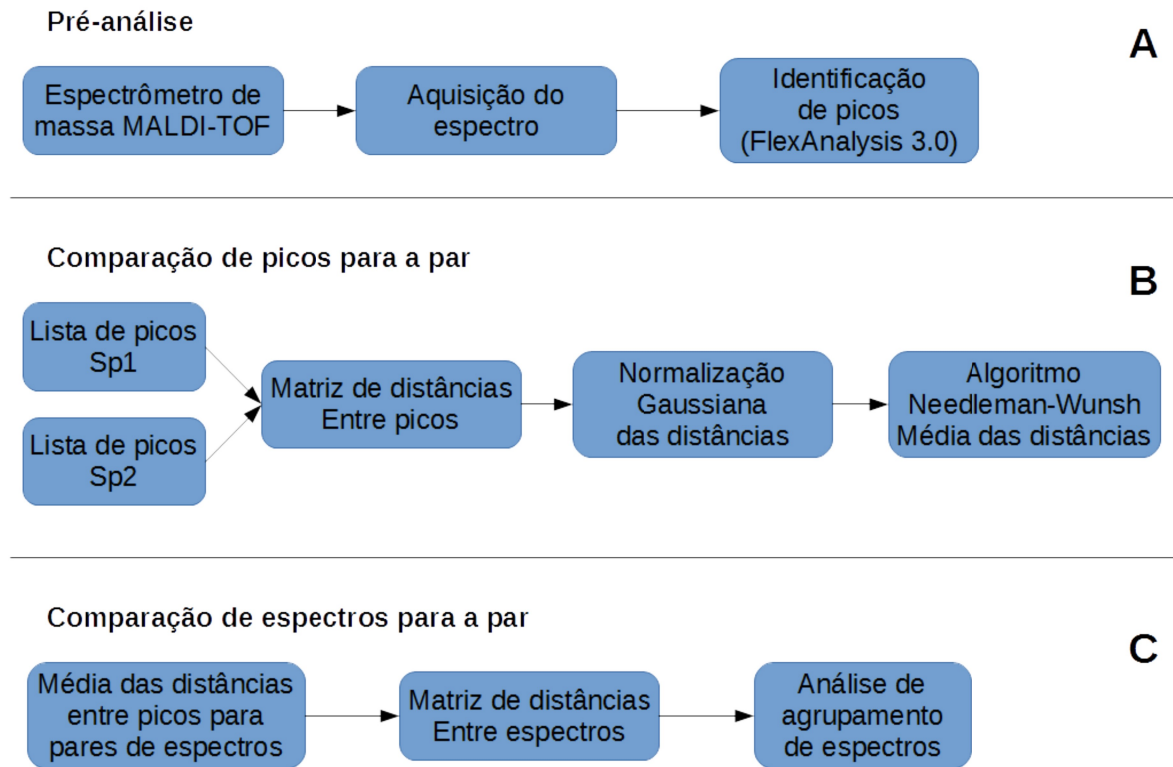 Pré-análise
A
Espectrômetro de
massa MALDI-TOF
Aquisição do
espectro
Identificação
de picos
(FlexAnalysis 3.0)
Comparação de picos para a par
B
Lista de picos
Sp1
Lista de picos
Sp2
Matriz de distâncias
Entre picos
Normalização
Gaussiana
das distâncias
Algoritmo
Needleman-Wunsh
Média das distâncias
Comparação de espectros para a par
C
Média das distâncias
entre picos para
pares de espectros
Matriz de distâncias
Entre espectros
Análise de
agrupamento
de espectros